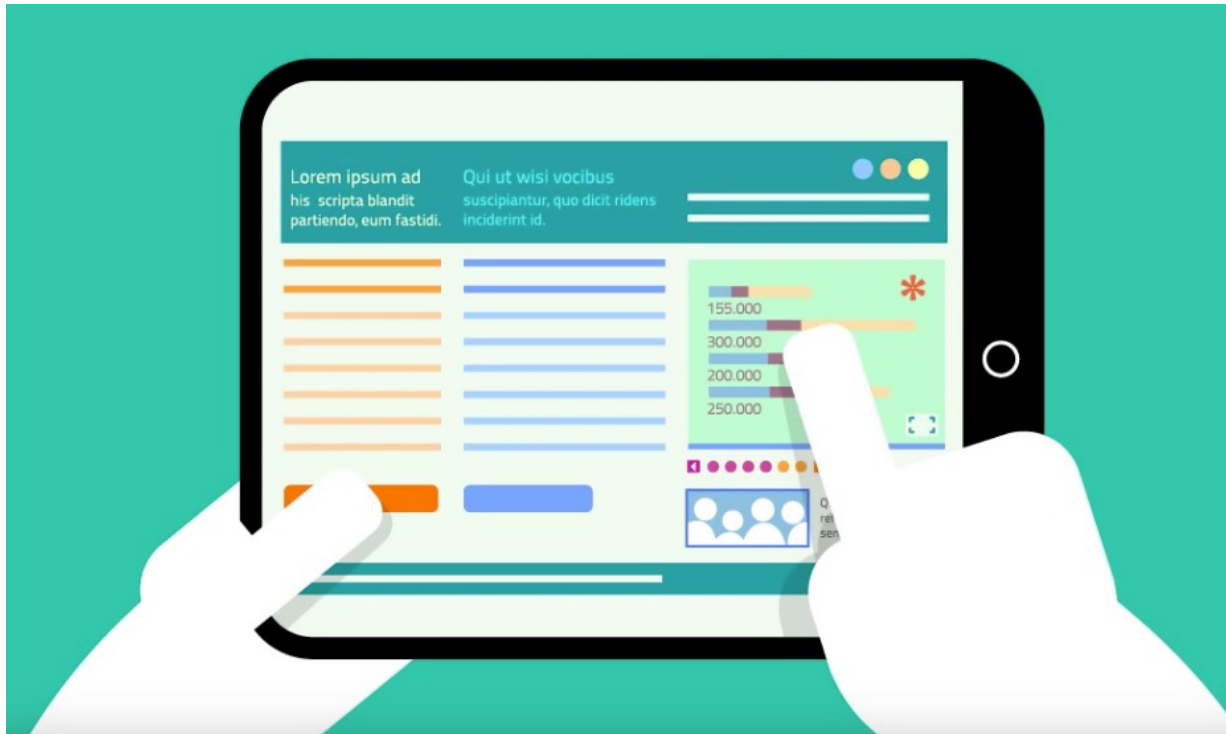 Lorem ipsum ad
his scripta blandit
partiendo, eum fastidi.
Qui ut wisi vocibus
suscipiantur, quo dicit ridens
inciderint id.
155.000
300.000
200.000
250.000